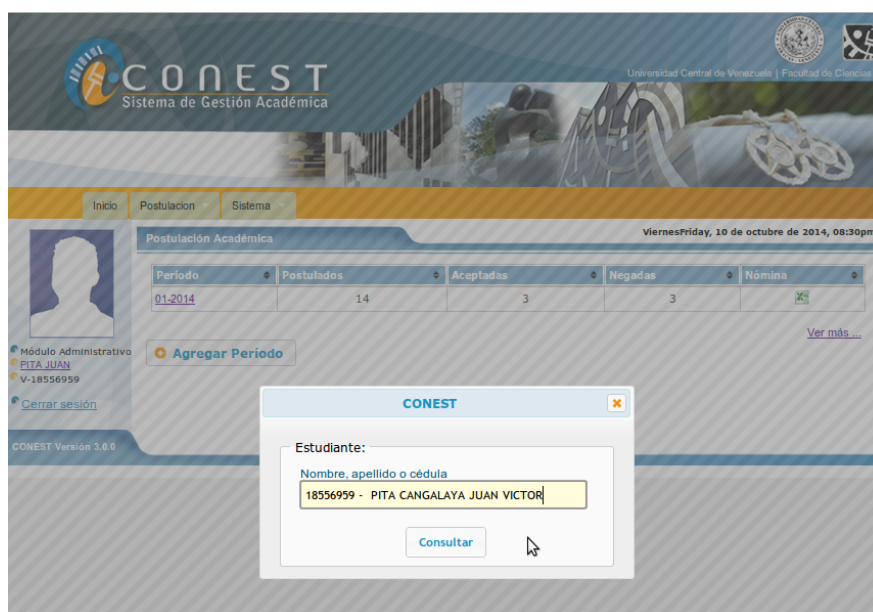 CONEST
Sistema de Gestión Académica
Universidad Central de Venezuela | Facultad de Ciencias
Inicio Postulacion Sistema
Postulación Académica
ViernesFriday, 10 de octubre de 2014, 08:30pm
Período Postulados Aceptadas Negadas Nómina
01-2014 14 3 3
Ver más ...
Agregar Período
Módulo Administrativo
PITA JUAN
V-18556959
Cerrar sesión
CONEST Versión 3.0.0
CONEST
Estudiante:
Nombre, apellido o cédula
18556959 - PITA CANGALAYA JUAN VICTOR
Consultar